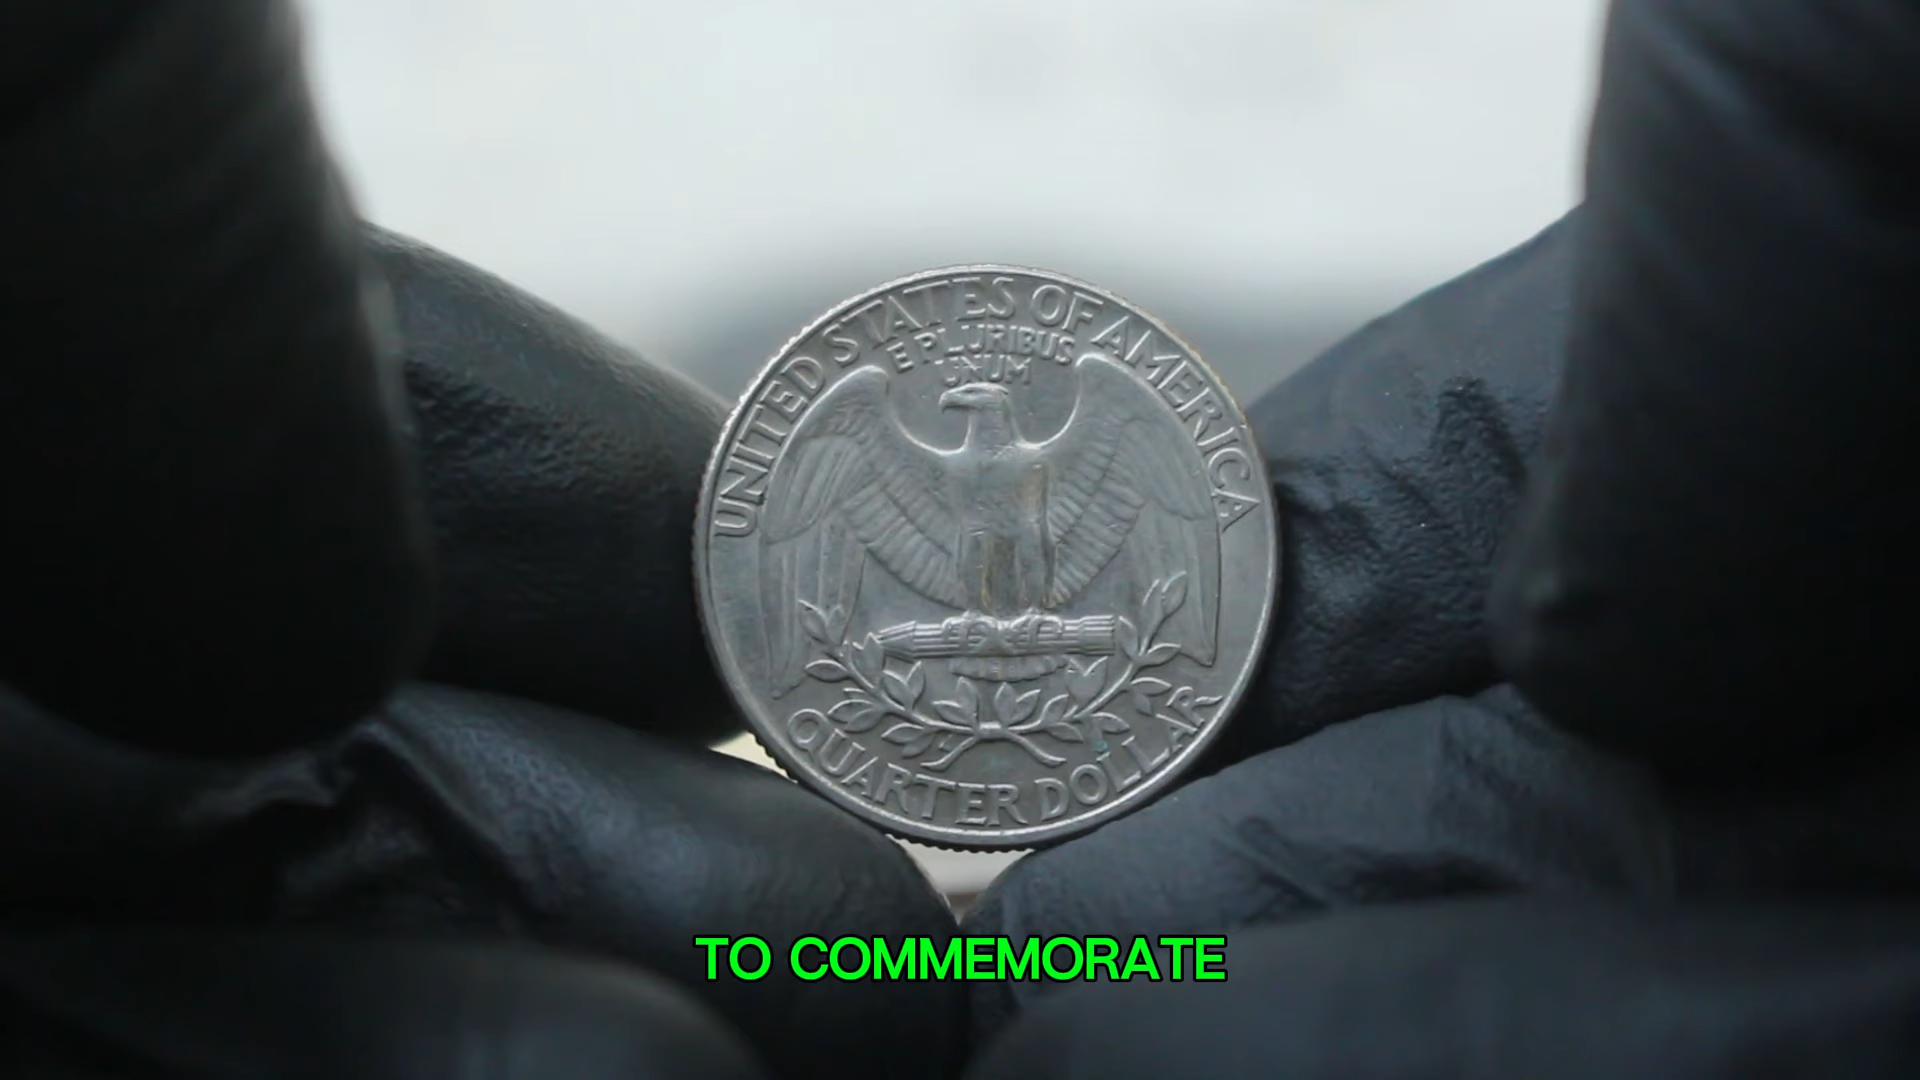 UNITED STATES OF AMERICA
E PLURIBUS
UNUM
QUARTER DOLLAR
TO COMMEMORATE